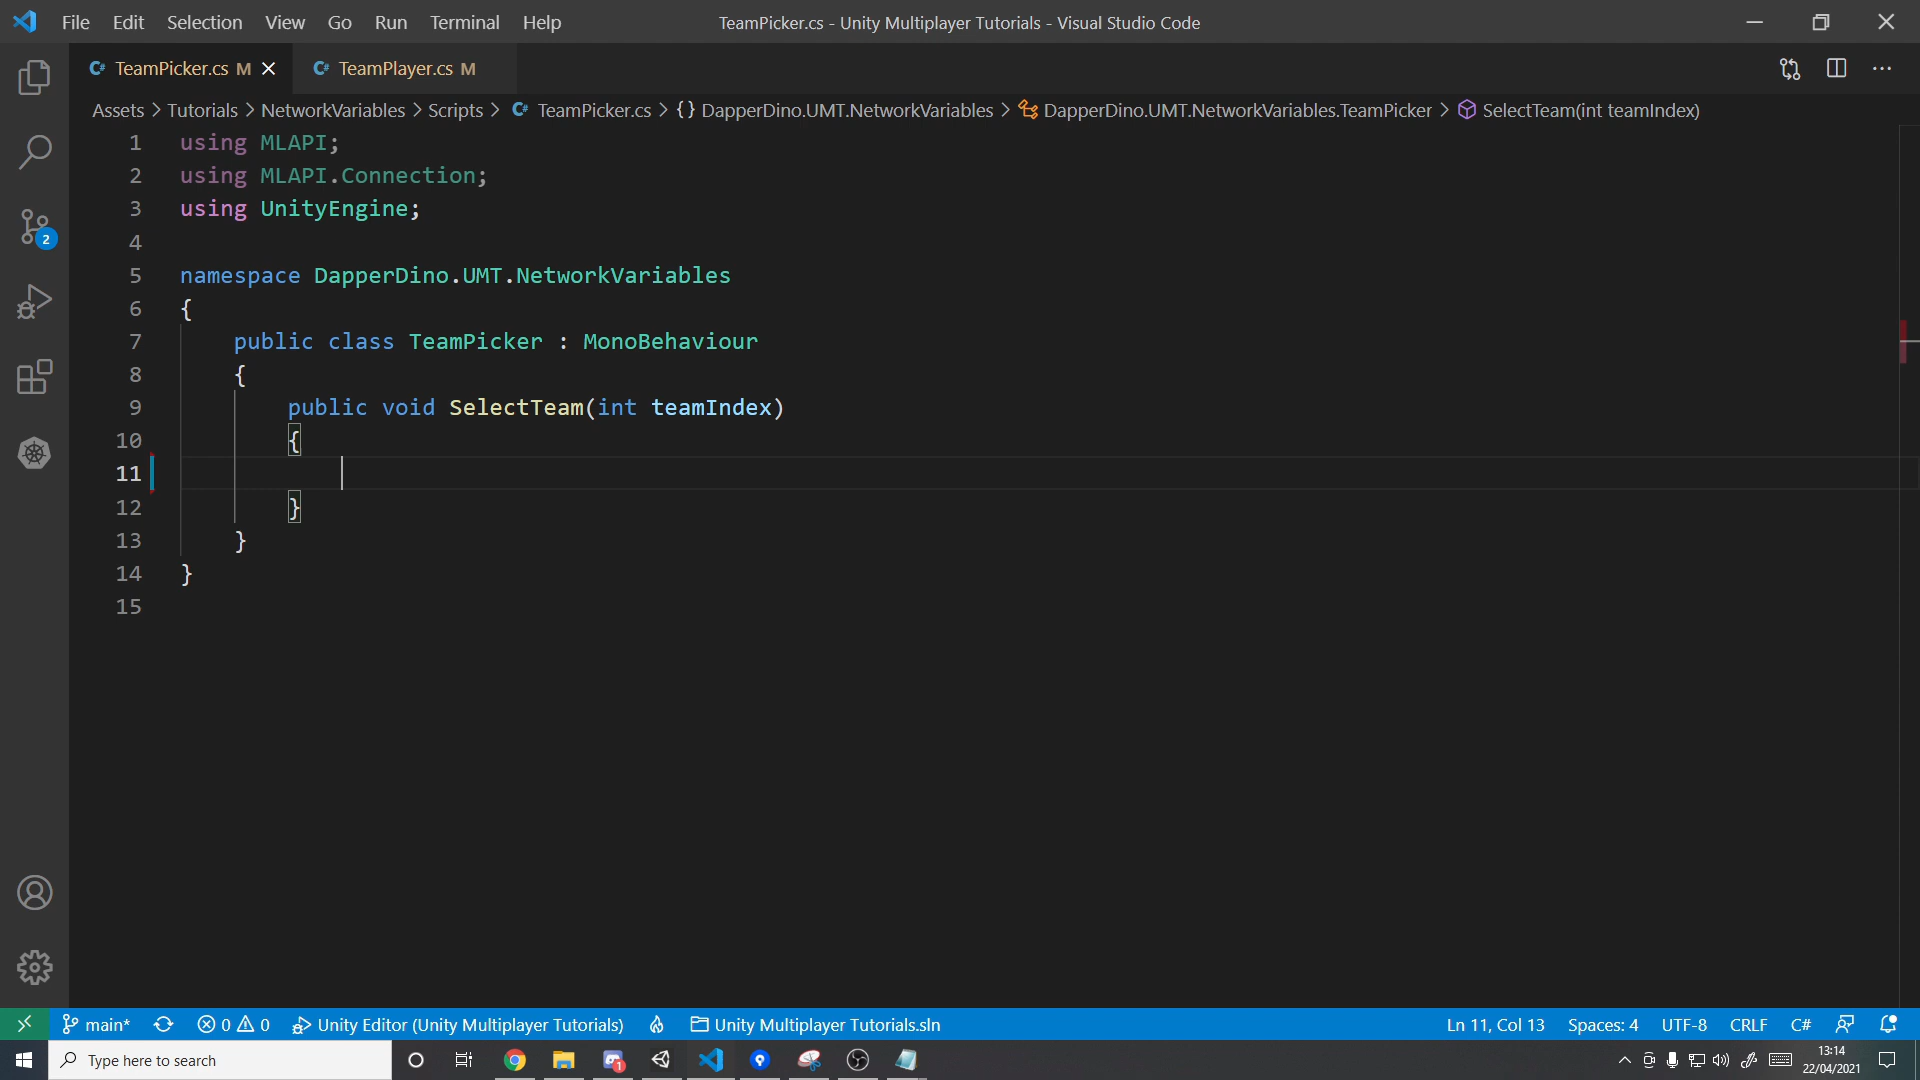 File Edit Selection View Go Run Terminal Help TeamPicker.cs - Unity Multiplayer Tutorials - Visual Studio Code
C# TeamPicker.cs M C# TeamPlayer.cs M
Assets > Tutorials > NetworkVariables > Scripts > C# TeamPicker.cs > {} DapperDino.UMT.NetworkVariables > DapperDino.UMT.NetworkVariables.TeamPicker > SelectTeam(int teamIndex)
1 using MLAPI;
2 using MLAPI.Connection;
3 using UnityEngine;
4
5 namespace DapperDino.UMT.NetworkVariables
6 {
7 public class TeamPicker : MonoBehaviour
8 {
9 public void SelectTeam(int teamIndex)
10 {
11
12 }
13 }
14 }
15
2
main* 0 0 Unity Editor (Unity Multiplayer Tutorials) Unity Multiplayer Tutorials.sln Ln 11, Col 13 Spaces: 4 UTF-8 CRLF C#
Type here to search 1 13:14
22/04/2021